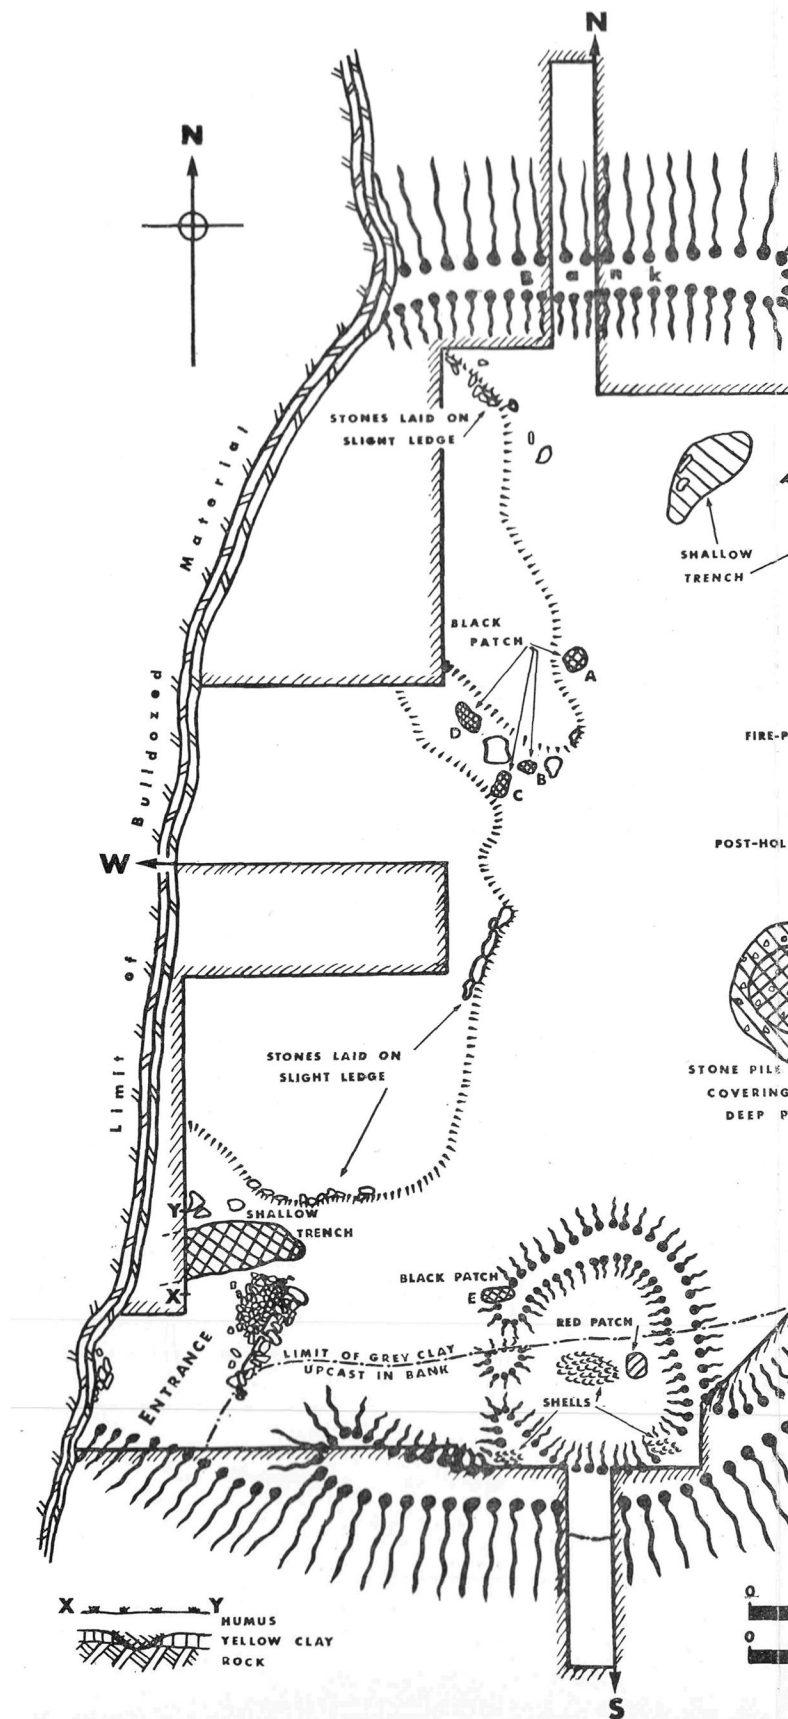 N
N
Bank
STONES LAID ON
SLIGHT LEDGE
SHALLOW
TRENCH
BLACK
PATCH
A
D
B
C
FIRE-P
POST-HOL
W
Limit of Bulldozed Material
STONES LAID ON
SLIGHT LEDGE
STONE PILE
COVERING
DEEP P
Y
SHALLOW
TRENCH
X
BLACK PATCH
E
RED PATCH
LIMIT OF GREY CLAY
UPCAST IN BANK
ENTRANCE
SHELLS
X Y
HUMUS
YELLOW CLAY
ROCK
0
0
S